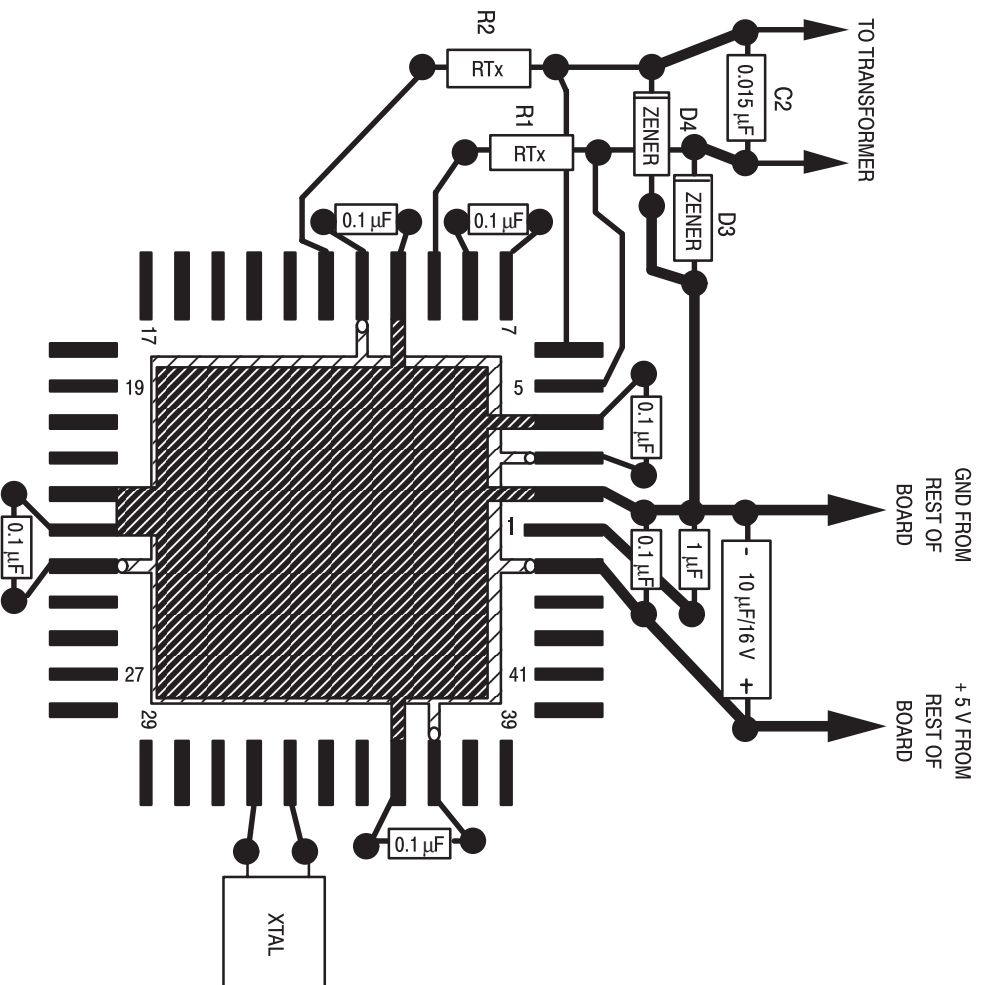 R2
RTx
R1
RTx
ZENER
D4
0.015 µF
C2
TO TRANSFORMER
ZENER
D3
0.1 µF
0.1 µF
17
7
19
5
0.1 µF
1
0.1 µF
0.1 µF
1 µF
- 10 µF/16 V +
GND FROM
REST OF
BOARD
27
41
29
39
+ 5 V FROM
REST OF
BOARD
0.1 µF
XTAL